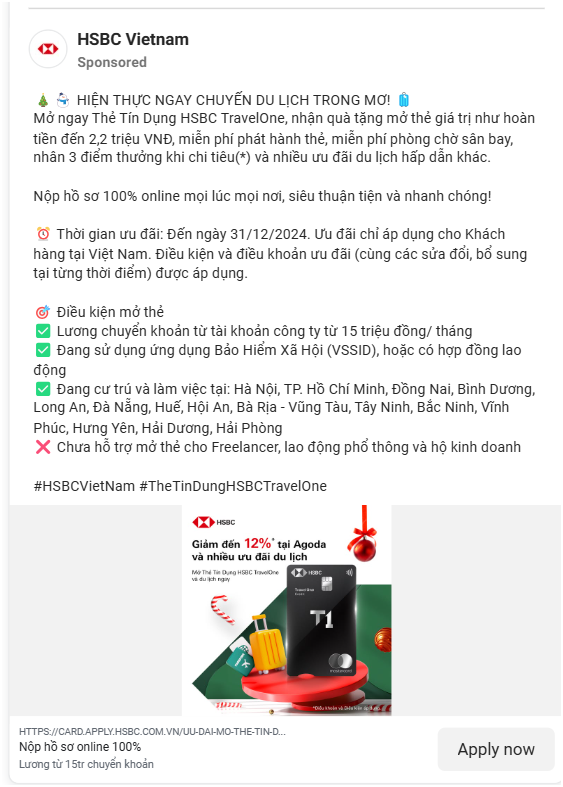 HSBC Vietnam
Sponsored
🎄 ⛄ HIỆN THỰC NGAY CHUYẾN DU LỊCH TRONG MƠ! 🧳
Mở ngay Thẻ Tín Dụng HSBC TravelOne, nhận quà tặng mở thẻ giá trị như hoàn
tiền đến 2,2 triệu VNĐ, miễn phí phát hành thẻ, miễn phí phòng chờ sân bay,
nhân 3 điểm thưởng khi chi tiêu(*) và nhiều ưu đãi du lịch hấp dẫn khác.
Nộp hồ sơ 100% online mọi lúc mọi nơi, siêu thuận tiện và nhanh chóng!
⏰ Thời gian ưu đãi: Đến ngày 31/12/2024. Ưu đãi chỉ áp dụng cho Khách
hàng tại Việt Nam. Điều kiện và điều khoản ưu đãi (cùng các sửa đổi, bổ sung
tại từng thời điểm) được áp dụng.
🎯 Điều kiện mở thẻ
✅ Lương chuyển khoản từ tài khoản công ty từ 15 triệu đồng/ tháng
✅ Đang sử dụng ứng dụng Bảo Hiểm Xã Hội (VSSID), hoặc có hợp đồng lao
động
✅ Đang cư trú và làm việc tại: Hà Nội, TP. Hồ Chí Minh, Đồng Nai, Bình Dương,
Long An, Đà Nẵng, Huế, Hội An, Bà Rịa - Vũng Tàu, Tây Ninh, Bắc Ninh, Vĩnh
Phúc, Hưng Yên, Hải Dương, Hải Phòng
❌ Chưa hỗ trợ mở thẻ cho Freelancer, lao động phổ thông và hộ kinh doanh
#HSBCVietNam #TheTinDungHSBCTravelOne
HSBC
Giảm đến 12%* tại Agoda
và nhiều ưu đãi du lịch
Mở Thẻ Tín Dụng HSBC TravelOne
và du lịch ngay
HSBC
TravelOne
T1
mastercard
*Điều khoản và Điều kiện áp dụng
HTTPS://CARD.APPLY.HSBC.COM.VN/UU-DAI-MO-THE-TIN-D...
Nộp hồ sơ online 100%
Lương từ 15tr chuyển khoản
Apply now